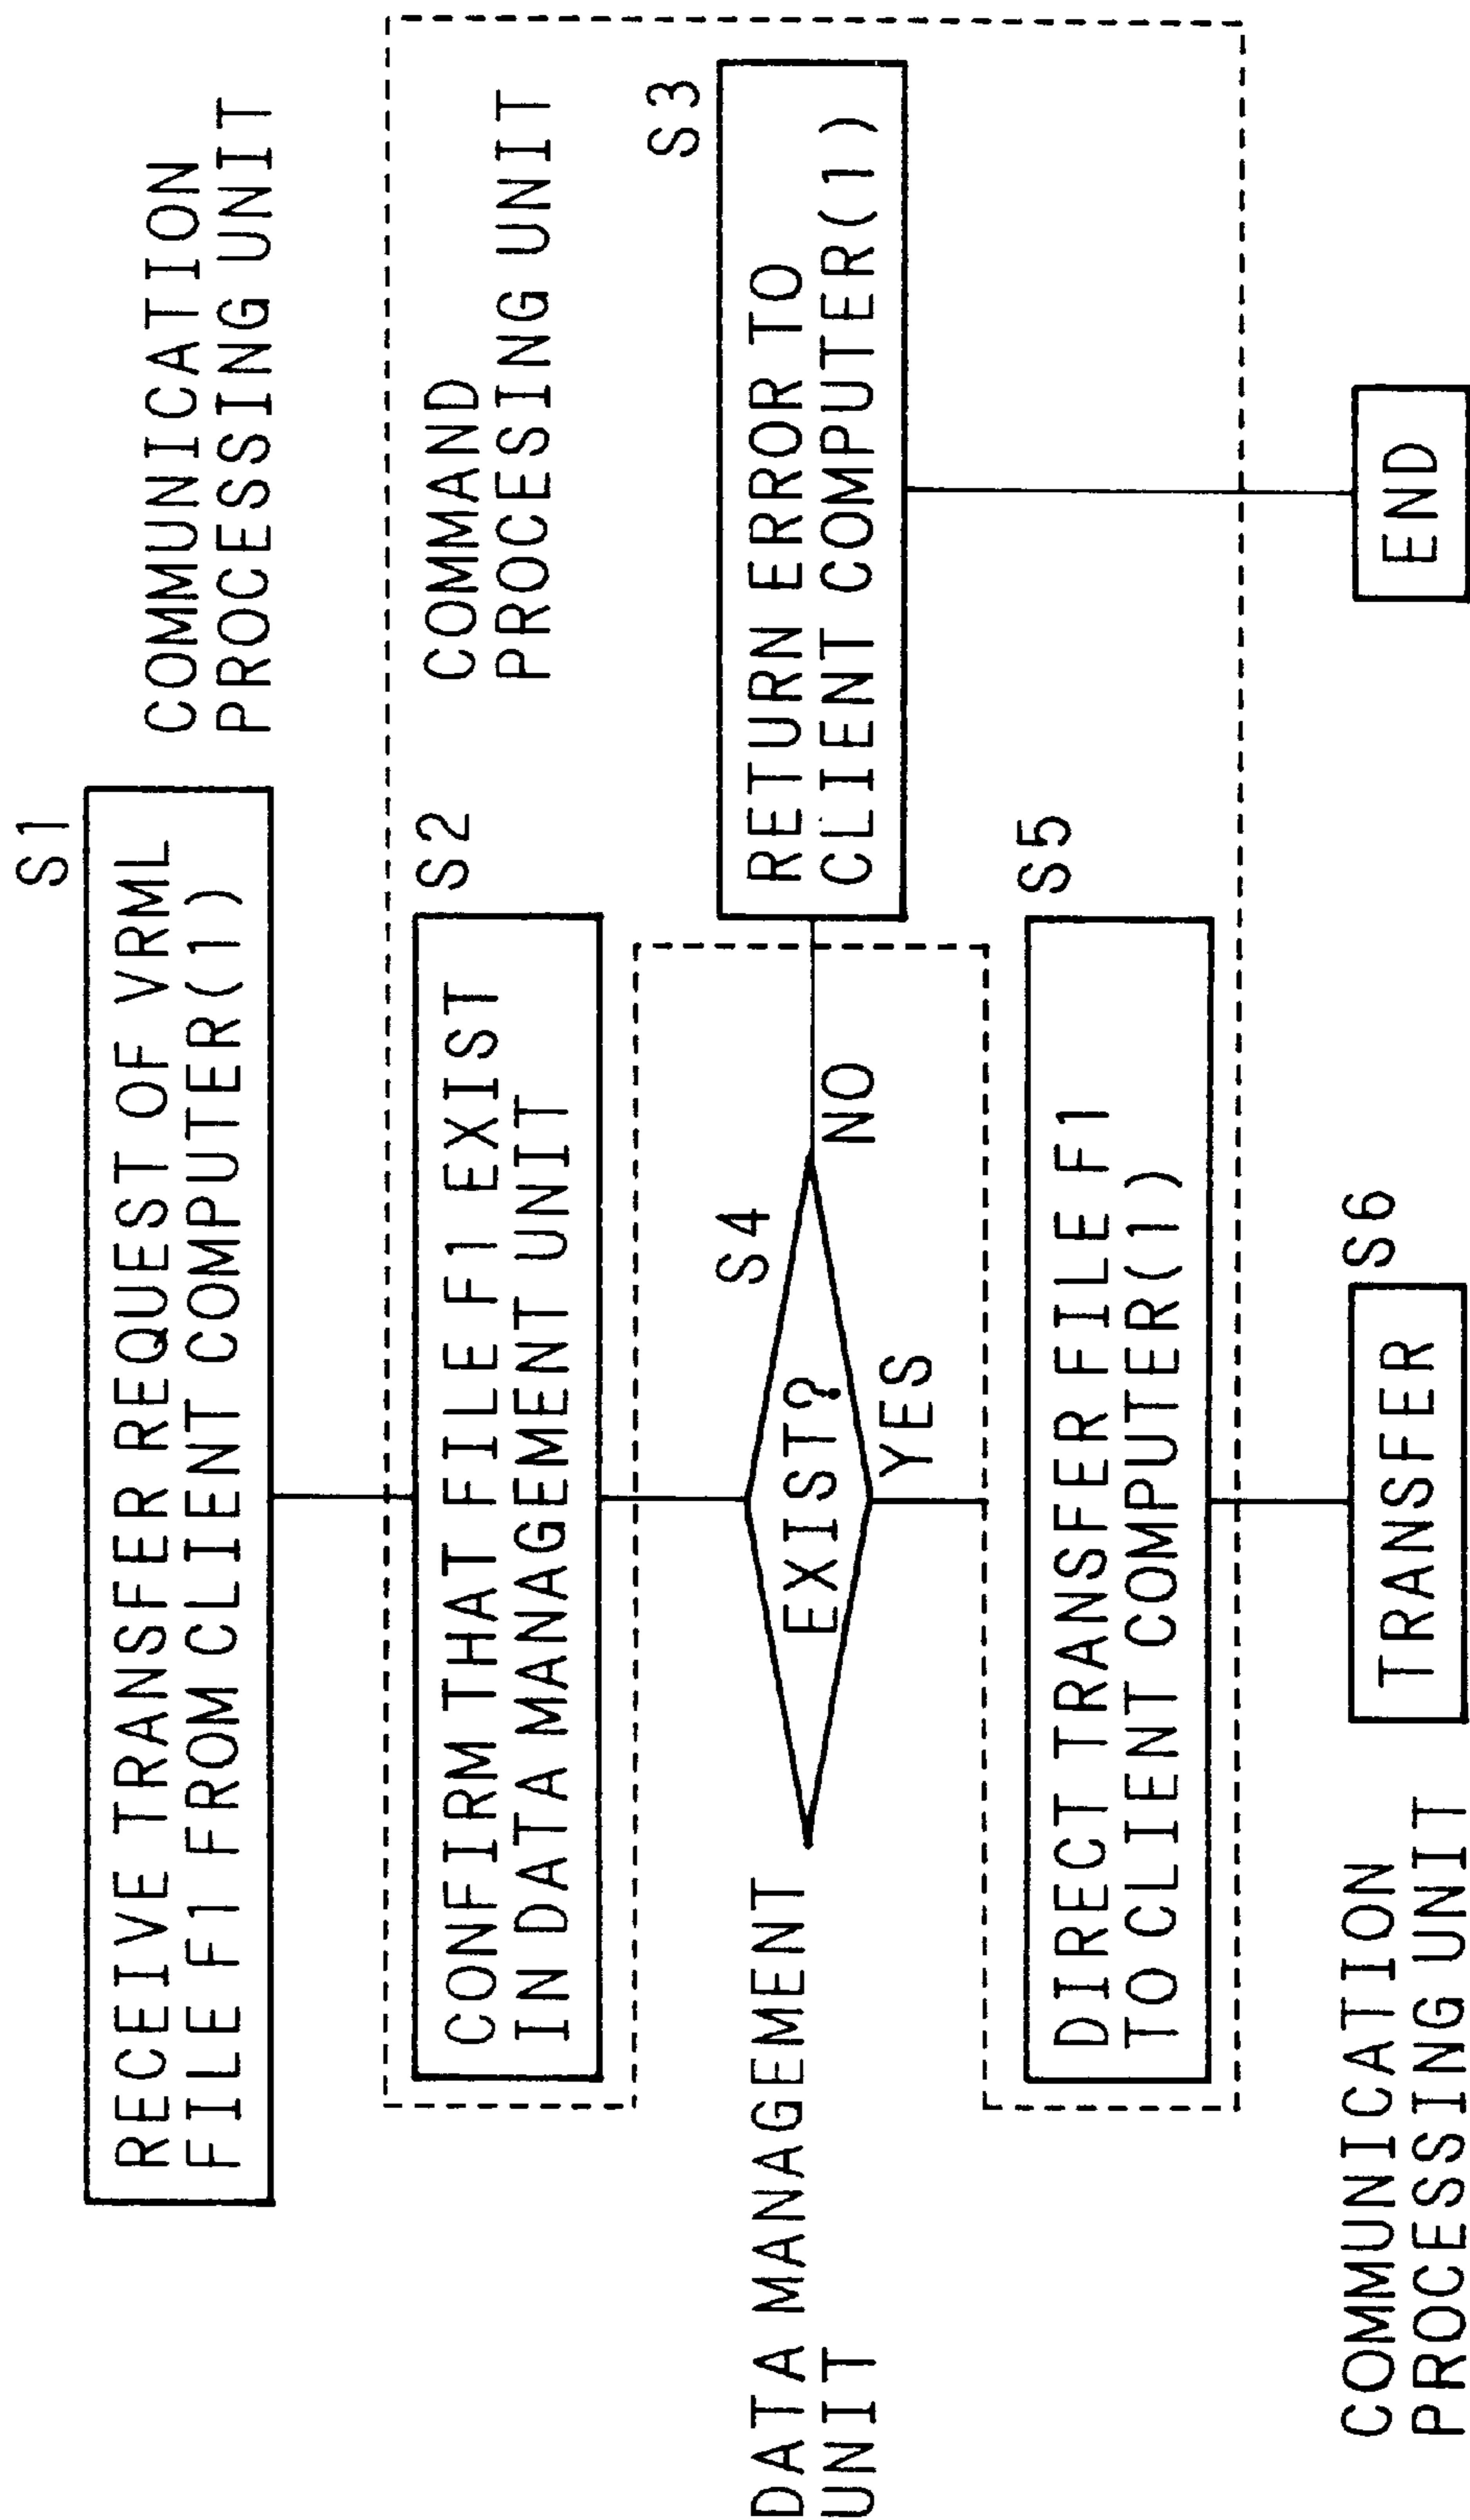 S1
RECEIVE TRANSFER REQUEST OF VRML
FILE F1 FROM CLIENT COMPUTER(1)
COMMUNICATION
PROCESSING UNIT
S2
CONFIRM THAT FILE F1 EXIST
IN DATA MANAGEMENT UNIT
COMMAND
PROCESSING UNIT
S4
EXIST?
NO
YES
DATA MANAGEMENT
UNIT
S3
RETURN ERROR TO
CLIENT COMPUTER(1)
S5
DIRECT TRANSFER FILE F1
TO CLIENT COMPUTER(1)
S6
TRANSFER
COMMUNICATION
PROCESSING UNIT
END